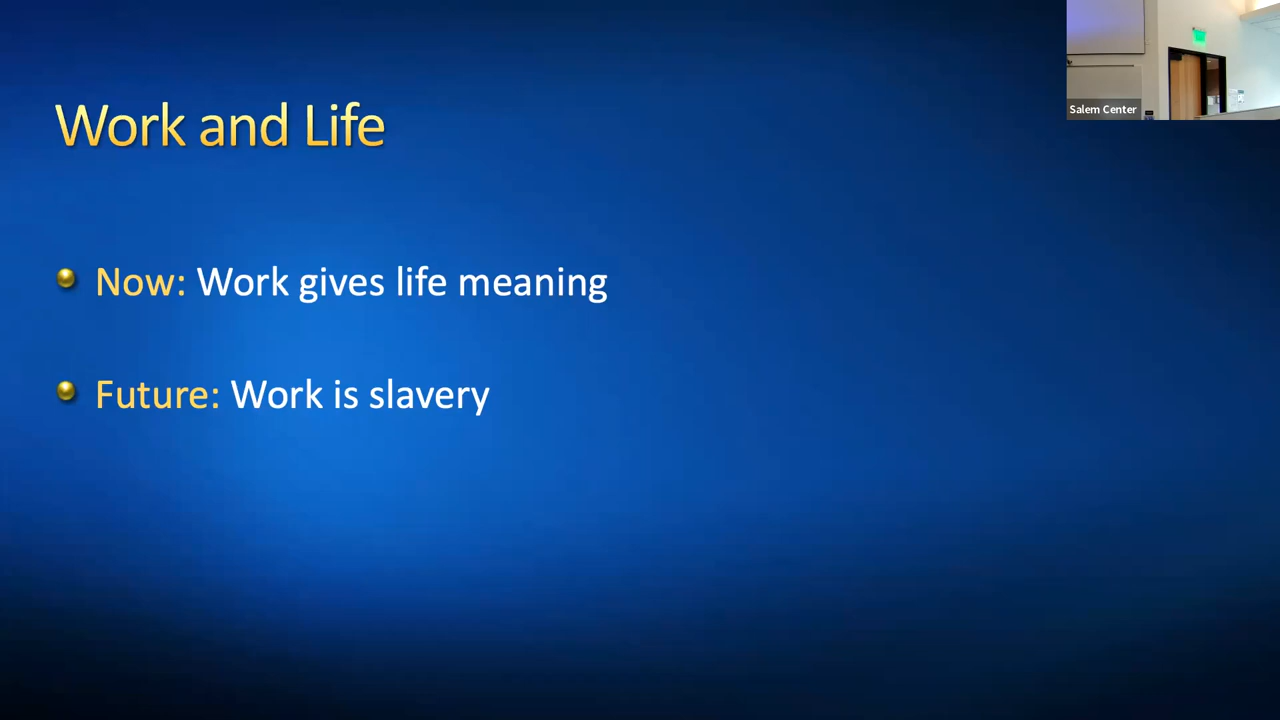 Salem Center
Work and Life
Now: Work gives life meaning
Future: Work is slavery